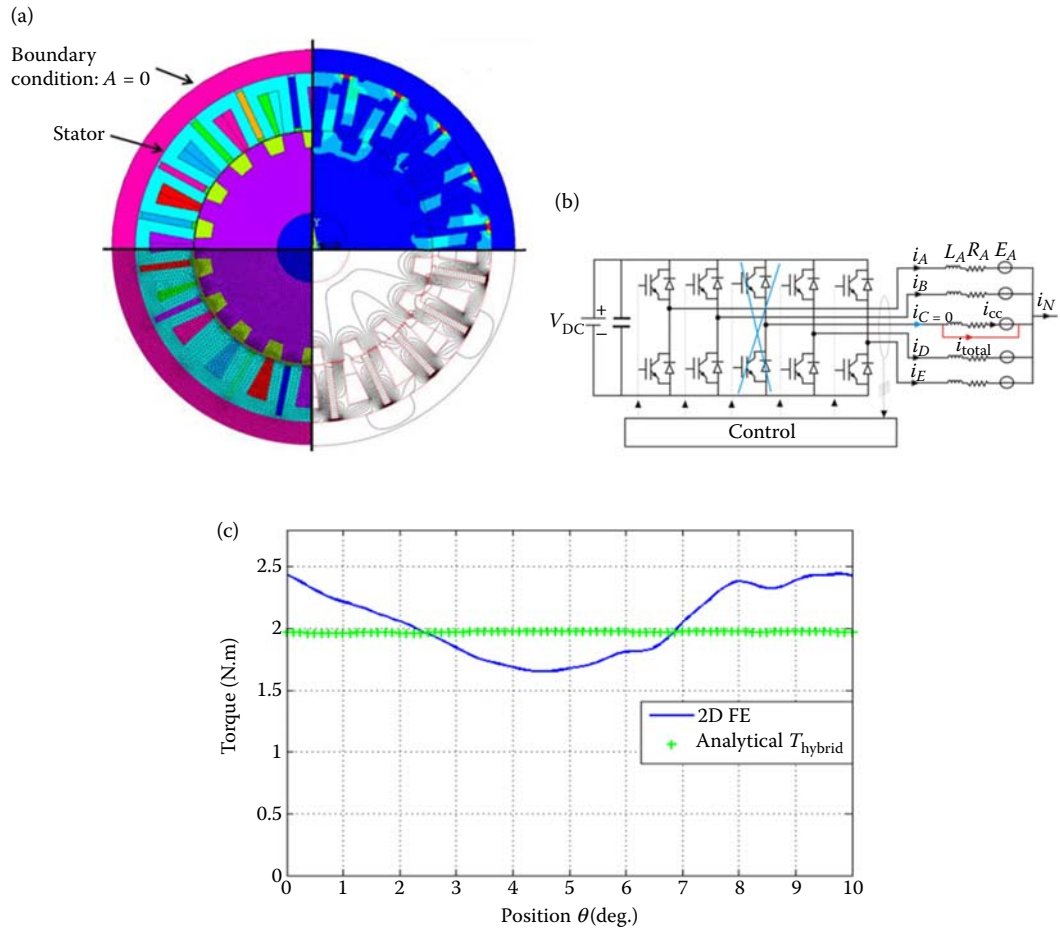 (a)
Boundary
condition: A = 0
Stator
Y
(b)
V_DC
+
−
i_A
i_B
i_C = 0
i_D
i_E
L_A R_A E_A
i_cc
i_total
i_N
Control
(c)
Torque (N.m)
2.5
2
1.5
1
0.5
0
2D FE
Analytical T_hybrid
0 1 2 3 4 5 6 7 8 9 10
Position θ(deg.)